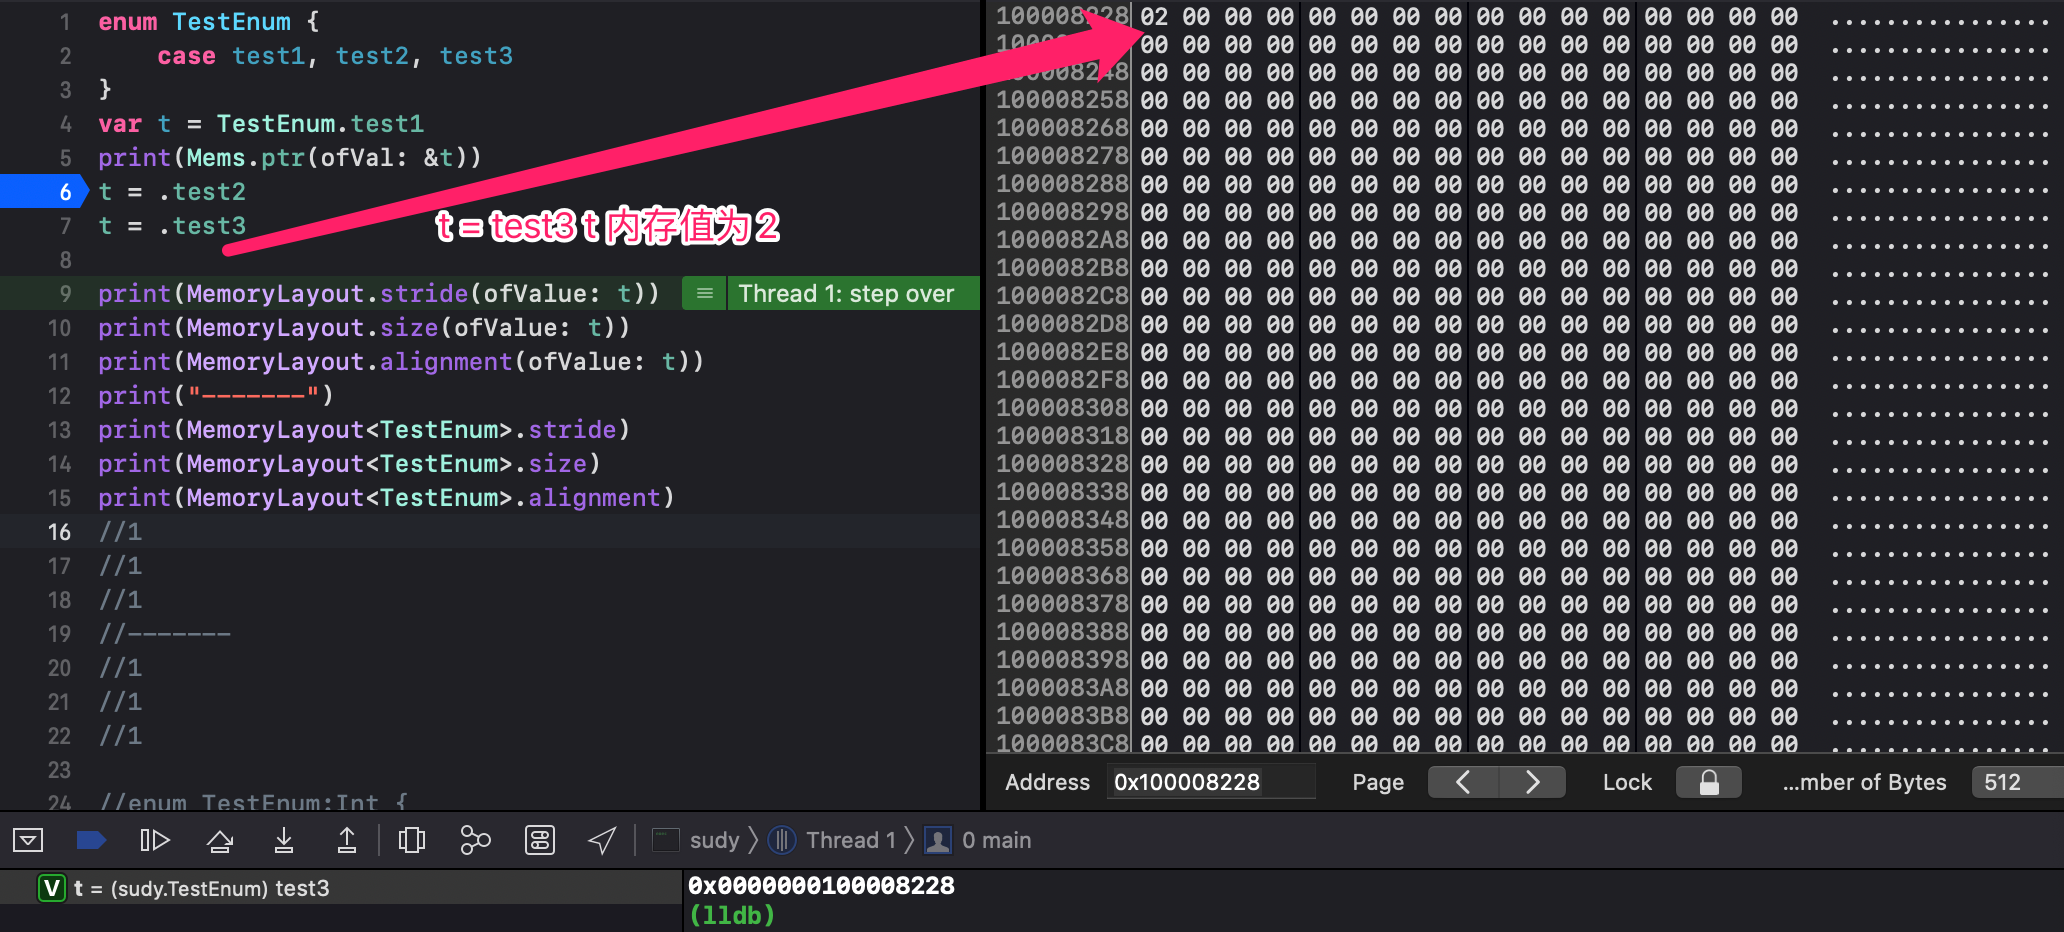 1 enum TestEnum {
2 case test1, test2, test3
3 }
4 var t = TestEnum.test1
5 print(Mems.ptr(ofVal: &t))
6 t = .test2
7 t = .test3
t = test3 t 内存值为 2
8
9 print(MemoryLayout.stride(ofValue: t)) Thread 1: step over
10 print(MemoryLayout.size(ofValue: t))
11 print(MemoryLayout.alignment(ofValue: t))
12 print("-------")
13 print(MemoryLayout<TestEnum>.stride)
14 print(MemoryLayout<TestEnum>.size)
15 print(MemoryLayout<TestEnum>.alignment)
16 //1
17 //1
18 //1
19 //-------
20 //1
21 //1
22 //1
23
24 //enum TestEnum:Int {
100008228 02 00 00 00 00 00 00 00 00 00 00 00 00 00 00 00 ................
00 00 00 00 00 00 00 00 00 00 00 00 00 00 00 00 ................
100008248 00 00 00 00 00 00 00 00 00 00 00 00 00 00 00 00 ................
100008258 00 00 00 00 00 00 00 00 00 00 00 00 00 00 00 00 ................
100008268 00 00 00 00 00 00 00 00 00 00 00 00 00 00 00 00 ................
100008278 00 00 00 00 00 00 00 00 00 00 00 00 00 00 00 00 ................
100008288 00 00 00 00 00 00 00 00 00 00 00 00 00 00 00 00 ................
100008298 00 00 00 00 00 00 00 00 00 00 00 00 00 00 00 00 ................
1000082A8 00 00 00 00 00 00 00 00 00 00 00 00 00 00 00 00 ................
1000082B8 00 00 00 00 00 00 00 00 00 00 00 00 00 00 00 00 ................
1000082C8 00 00 00 00 00 00 00 00 00 00 00 00 00 00 00 00 ................
1000082D8 00 00 00 00 00 00 00 00 00 00 00 00 00 00 00 00 ................
1000082E8 00 00 00 00 00 00 00 00 00 00 00 00 00 00 00 00 ................
1000082F8 00 00 00 00 00 00 00 00 00 00 00 00 00 00 00 00 ................
100008308 00 00 00 00 00 00 00 00 00 00 00 00 00 00 00 00 ................
100008318 00 00 00 00 00 00 00 00 00 00 00 00 00 00 00 00 ................
100008328 00 00 00 00 00 00 00 00 00 00 00 00 00 00 00 00 ................
100008338 00 00 00 00 00 00 00 00 00 00 00 00 00 00 00 00 ................
100008348 00 00 00 00 00 00 00 00 00 00 00 00 00 00 00 00 ................
100008358 00 00 00 00 00 00 00 00 00 00 00 00 00 00 00 00 ................
100008368 00 00 00 00 00 00 00 00 00 00 00 00 00 00 00 00 ................
100008378 00 00 00 00 00 00 00 00 00 00 00 00 00 00 00 00 ................
100008388 00 00 00 00 00 00 00 00 00 00 00 00 00 00 00 00 ................
100008398 00 00 00 00 00 00 00 00 00 00 00 00 00 00 00 00 ................
1000083A8 00 00 00 00 00 00 00 00 00 00 00 00 00 00 00 00 ................
1000083B8 00 00 00 00 00 00 00 00 00 00 00 00 00 00 00 00 ................
1000083C8 00 00 00 00 00 00 00 00 00 00 00 00 00 00 00 00 ................
Address 0x100008228 Page Lock ...mber of Bytes 512
sudy Thread 1 0 main
V t = (sudy.TestEnum) test3
0x0000000100008228
(lldb)